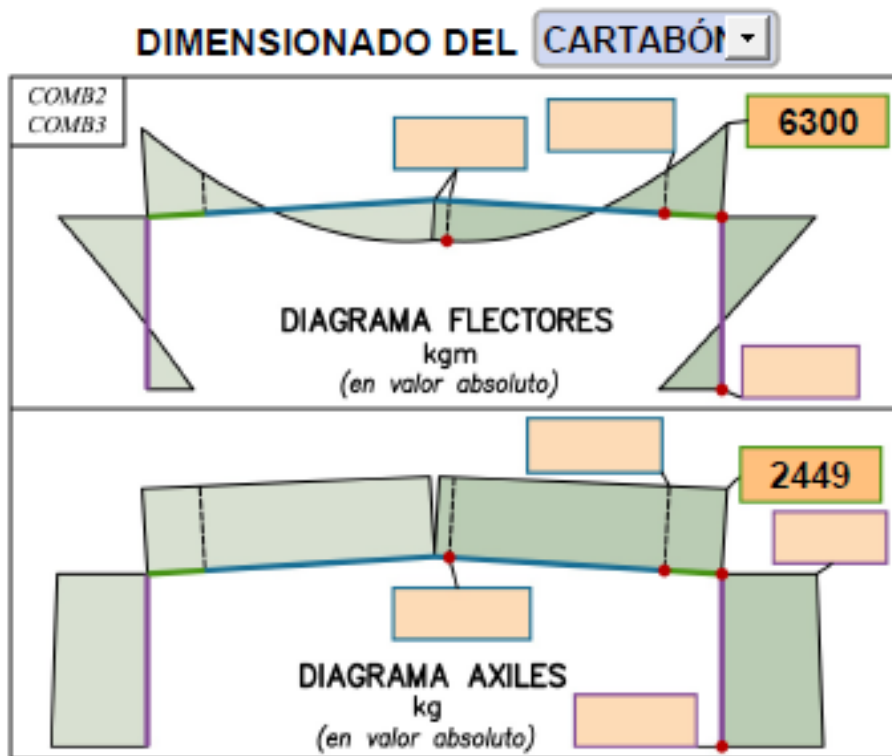 DIMENSIONADO DEL CARTABÓN
COMB2
COMB3
6300
DIAGRAMA FLECTORES
kgm
(en valor absoluto)
2449
DIAGRAMA AXILES
kg
(en valor absoluto)